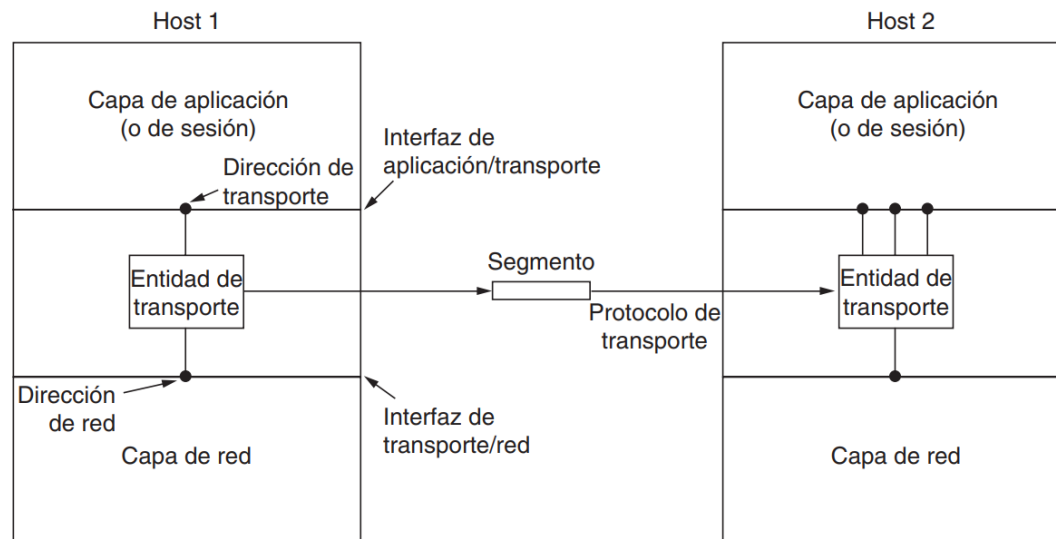 Host 1
Host 2
Capa de aplicación
(o de sesión)
Capa de aplicación
(o de sesión)
Interfaz de
aplicación/transporte
Dirección de
transporte
Entidad de
transporte
Segmento
Protocolo de
transporte
Entidad de
transporte
Dirección
de red
Interfaz de
transporte/red
Capa de red
Capa de red